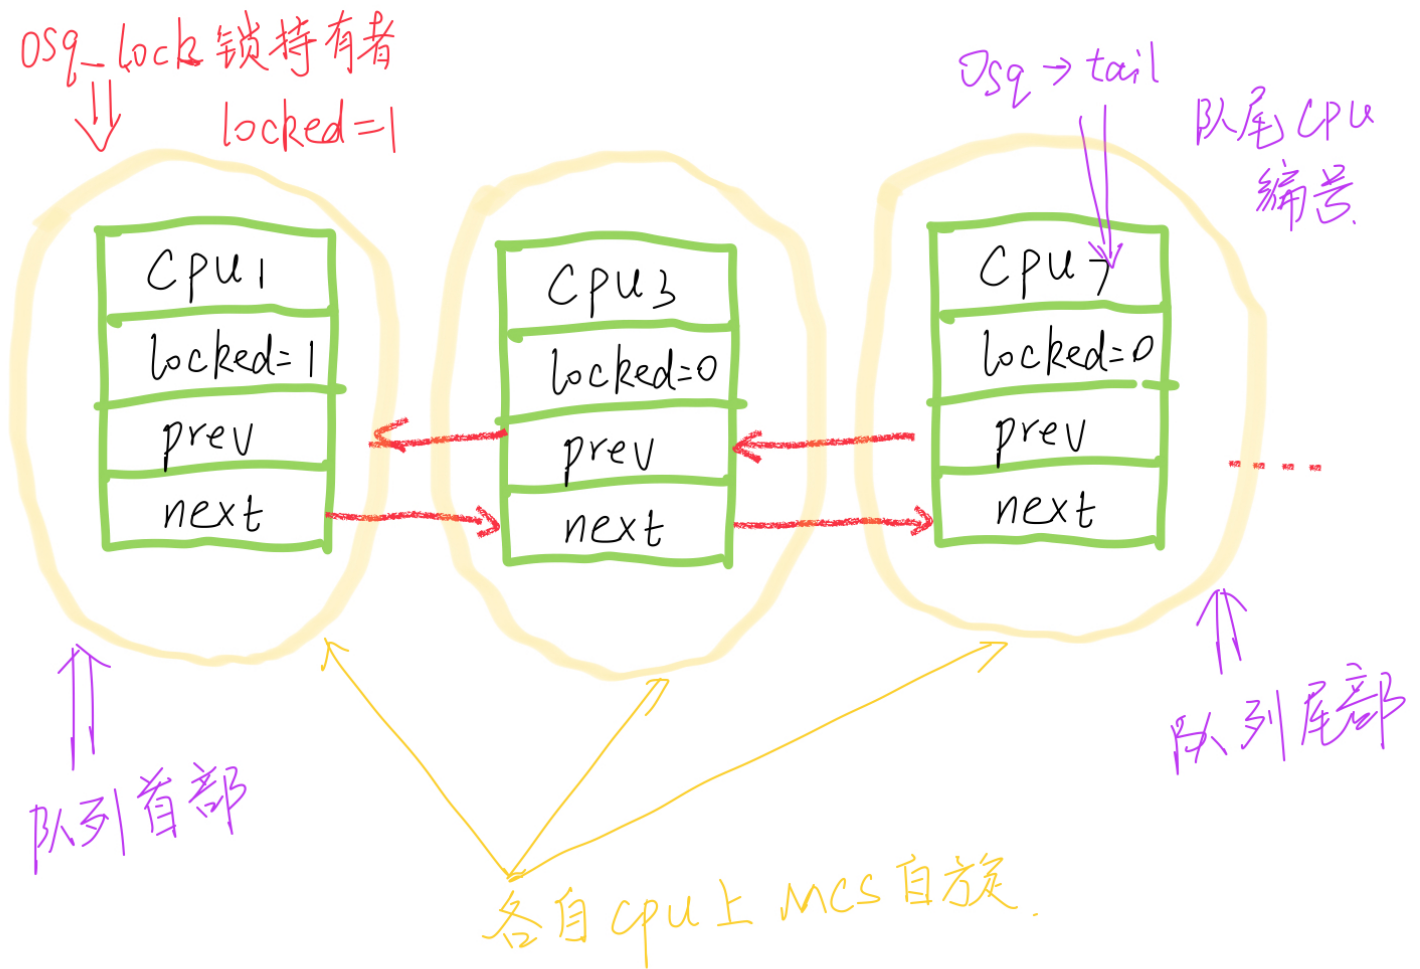 osq_lock锁持有者
locked=1
osq→tail
队尾CPU
编号.
CPU1
locked=1
prev
next
CPU3
locked=0
prev
next
CPU7
locked=0
prev
next
队列首部
队列尾部
各自CPU上MCS自旋.